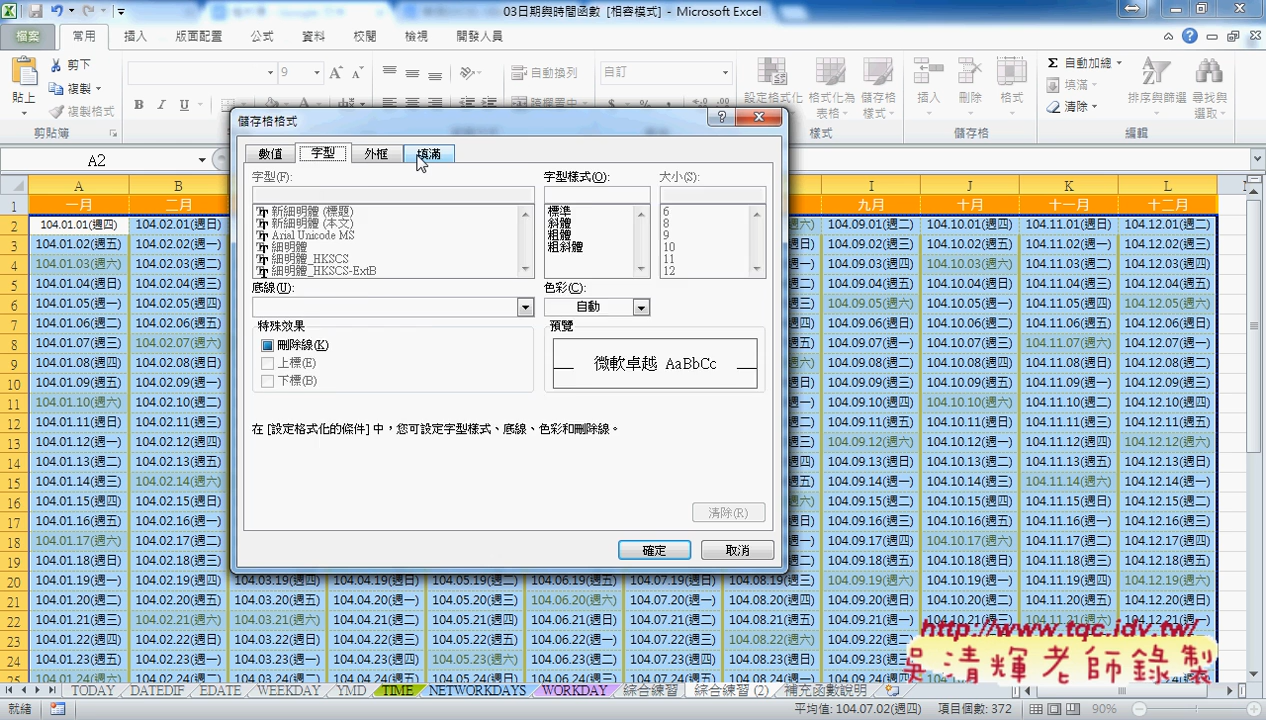 03日期與時間函數 [相容模式] - Microsoft Excel
檔案 常用 插入 版面配置 公式 資料 校閱 檢視 開發人員
剪下 9 自動換列 自訂 自動加總
貼上 複製 填滿
複製格式 B I U 設定格式化 格式化為 儲存格 插入 刪除 格式 清除 排序與篩選 尋找與
條件 表格 樣式 選取
剪貼簿 樣式 儲存格 編輯
A2
儲存格格式
數值 字型 外框 填滿
字型(F): 字型樣式(O): 大小(S):
新細明體 (標題) 標準 6
新細明體 (本文) 斜體 8
Arial Unicode MS 粗體 9
細明體 粗斜體 10
細明體_HKSCS 11
細明體_HKSCS-ExtB 12
底線(U): 色彩(C):
自動
特殊效果 預覽
刪除線(K)
上標(E) 微軟卓越 AaBbCc
下標(B)
在 [設定格式化的條件] 中，您可設定字型樣式、底線、色彩和刪除線。
清除(R)
確定 取消
A B I J K L
1 一月 二月 九月 十月 十一月 十二月
2 104.01.01(週四) 104.02.01(週日) 104.09.01(週二) 104.10.01(週四) 104.11.01(週日) 104.12.01(週二)
3 104.01.02(週五) 104.02.02(週一) 104.09.02(週三) 104.10.02(週五) 104.11.02(週一) 104.12.02(週三)
4 104.01.03(週六) 104.02.03(週二) 104.09.03(週四) 104.10.03(週六) 104.11.03(週二) 104.12.03(週四)
5 104.01.04(週日) 104.02.04(週三) 104.09.04(週五) 104.10.04(週日) 104.11.04(週三) 104.12.04(週五)
6 104.01.05(週一) 104.02.05(週四) 104.09.05(週六) 104.10.05(週一) 104.11.05(週四) 104.12.05(週六)
7 104.01.06(週二) 104.02.06(週五) 104.09.06(週日) 104.10.06(週二) 104.11.06(週五) 104.12.06(週日)
8 104.01.07(週三) 104.02.07(週六) 104.09.07(週一) 104.10.07(週三) 104.11.07(週六) 104.12.07(週一)
9 104.01.08(週四) 104.02.08(週日) 104.09.08(週二) 104.10.08(週四) 104.11.08(週日) 104.12.08(週二)
10 104.01.09(週五) 104.02.09(週一) 104.09.09(週三) 104.10.09(週五) 104.11.09(週一) 104.12.09(週三)
11 104.01.10(週六) 104.02.10(週二) 104.09.10(週四) 104.10.10(週六) 104.11.10(週二) 104.12.10(週四)
12 104.01.11(週日) 104.02.11(週三) 104.09.11(週五) 104.10.11(週日) 104.11.11(週三) 104.12.11(週五)
13 104.01.12(週一) 104.02.12(週四) 104.09.12(週六) 104.10.12(週一) 104.11.12(週四) 104.12.12(週六)
14 104.01.13(週二) 104.02.13(週五) 104.09.13(週日) 104.10.13(週二) 104.11.13(週五) 104.12.13(週日)
15 104.01.14(週三) 104.02.14(週六) 104.09.14(週一) 104.10.14(週三) 104.11.14(週六) 104.12.14(週一)
16 104.01.15(週四) 104.02.15(週日) 104.09.15(週二) 104.10.15(週四) 104.11.15(週日) 104.12.15(週二)
17 104.01.16(週五) 104.02.16(週一) 104.09.16(週三) 104.10.16(週五) 104.11.16(週一) 104.12.16(週三)
18 104.01.17(週六) 104.02.17(週二) 104.09.17(週四) 104.10.17(週六) 104.11.17(週二) 104.12.17(週四)
19 104.01.18(週日) 104.02.18(週三) 104.09.18(週五) 104.10.18(週日) 104.11.18(週三) 104.12.18(週五)
20 104.01.19(週一) 104.02.19(週四) 104.03.19(週四) 104.04.19(週日) 104.05.19(週二) 104.06.19(週五) 104.07.19(週日) 104.08.19(週三) 104.09.19(週六) 104.10.19(週一) 104.11.19(週四) 104.12.19(週六)
21 104.01.20(週二) 104.02.20(週五) 104.03.20(週五) 104.04.20(週一) 104.05.20(週三) 104.06.20(週六) 104.07.20(週一) 104.08.20(週四) 104.09.20(週日) 104.10.20(週二) 104.11.20(週五) 104.12.20(週日)
22 104.01.21(週三) 104.02.21(週六) 104.03.21(週六) 104.04.21(週二) 104.05.21(週四) 104.06.21(週日) 104.07.21(週二) 104.08.21(週五)
23 104.01.22(週四) 104.02.22(週日) 104.03.22(週日) 104.04.22(週三) 104.05.22(週五) 104.06.22(週一) 104.07.22(週三) 104.08.22(週六)
24 104.01.23(週五) 104.02.23(週一) 104.03.23(週一) 104.04.23(週四) 104.05.23(週六) 104.06.23(週二) 104.07.23(週四) 104.08.23(週日)
http://www.tqc.idv.tw/
吳清輝老師錄製
TODAY DATEDIF EDATE WEEKDAY YMD TIME NETWORKDAYS WORKDAY 綜合練習 綜合練習 (2) 補充函數說明
就緒 平均值: 104.07.02(週四) 項目個數: 372 90%